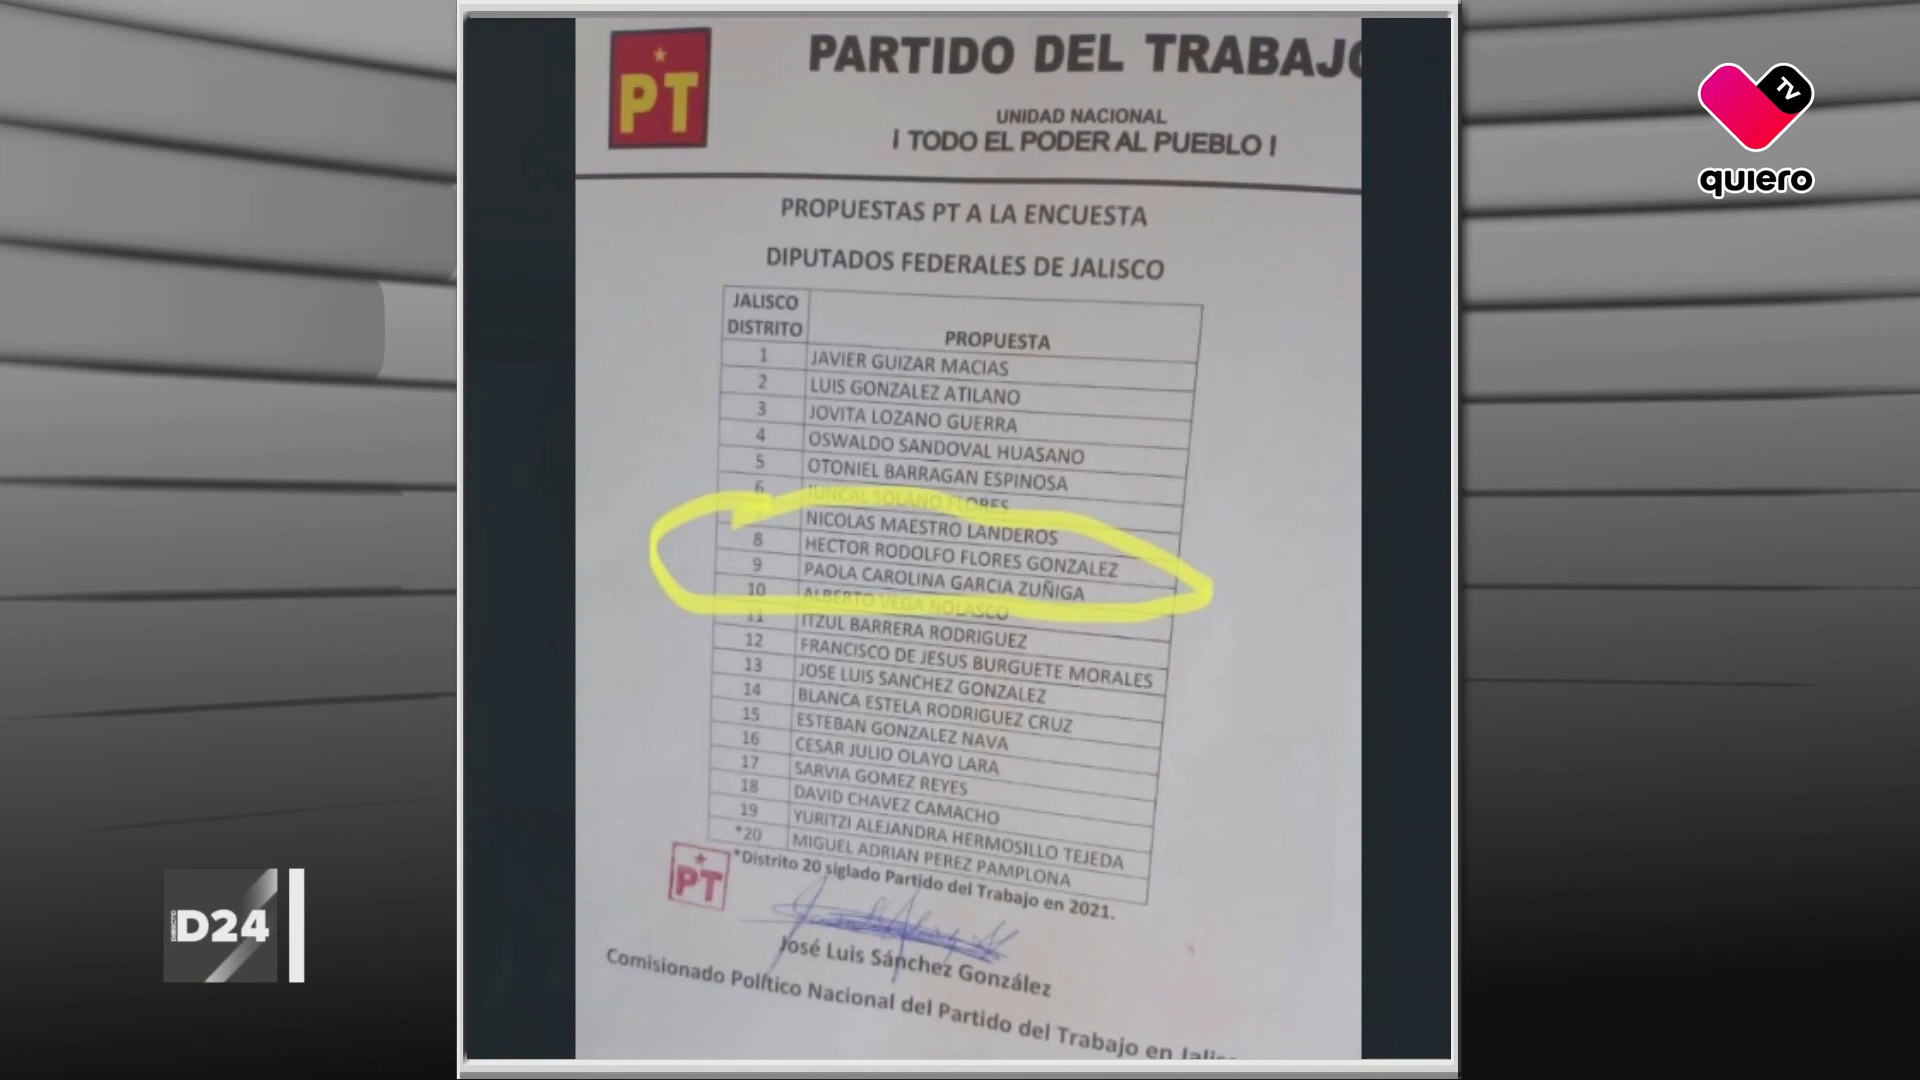 PT
PARTIDO DEL TRABAJO
UNIDAD NACIONAL
¡ TODO EL PODER AL PUEBLO !
PROPUESTAS PT A LA ENCUESTA
DIPUTADOS FEDERALES DE JALISCO
JALISCO DISTRITO PROPUESTA
1 JAVIER GUIZAR MACIAS
2 LUIS GONZALEZ ATILANO
3 JOVITA LOZANO GUERRA
4 OSWALDO SANDOVAL HUASANO
5 OTONIEL BARRAGAN ESPINOSA
6 JUNCAL SOLANO FLORES
NICOLAS MAESTRO LANDEROS
8 HECTOR RODOLFO FLORES GONZALEZ
9 PAOLA CAROLINA GARCIA ZUÑIGA
10 ALBERTO VEGA NOLASCO
11 ITZUL BARRERA RODRIGUEZ
12 FRANCISCO DE JESUS BURGUETE MORALES
13 JOSE LUIS SANCHEZ GONZALEZ
14 BLANCA ESTELA RODRIGUEZ CRUZ
15 ESTEBAN GONZALEZ NAVA
16 CESAR JULIO OLAYO LARA
17 SARVIA GOMEZ REYES
18 DAVID CHAVEZ CAMACHO
19 YURITZI ALEJANDRA HERMOSILLO TEJEDA
*20 MIGUEL ADRIAN PEREZ PAMPLONA
*Distrito 20 siglado Partido del Trabajo en 2021.
PT
José Luis Sánchez González
Comisionado Político Nacional del Partido del Trabajo en
TV
quiero
DIRECTO
D24